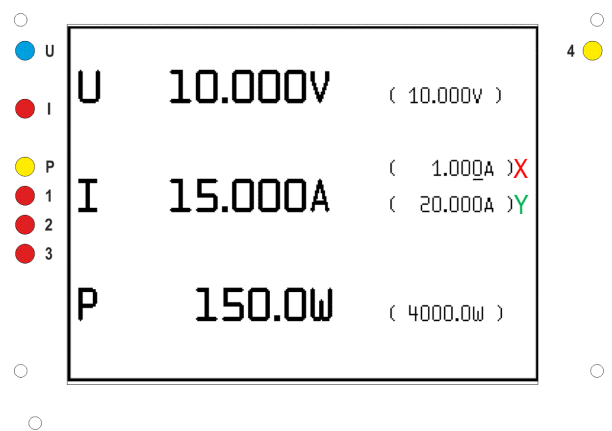 U 4
U 10.000V ( 10.000V )
I
P ( 1.000A )X
1 I 15.000A ( 20.000A )Y
2
3
P 150.0W ( 4000.0W )